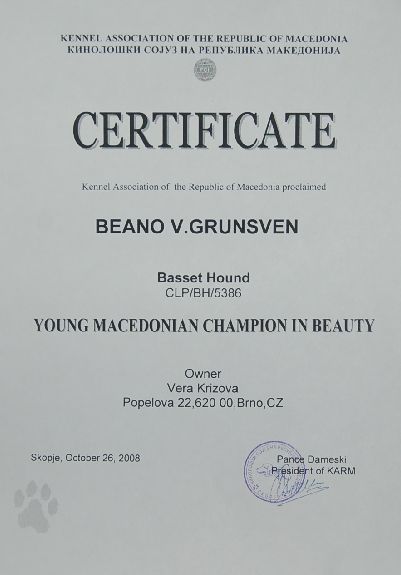 KENNEL ASSOCIATION OF THE REPUBLIC OF MACEDONIA
КИНОЛОШКИ СОЈУЗ НА РЕПУБЛИКА МАКЕДОНИЈА
CERTIFICATE
Kennel Association of the Republic of Macedonia proclaimed
BEANO V.GRUNSVEN
Basset Hound
CLP/BH/5386
YOUNG MACEDONIAN CHAMPION IN BEAUTY
Owner
Vera Krizova
Popelova 22,620 00.Brno,CZ
Skopje, October 26, 2008
Pance Dameski
President of KARM